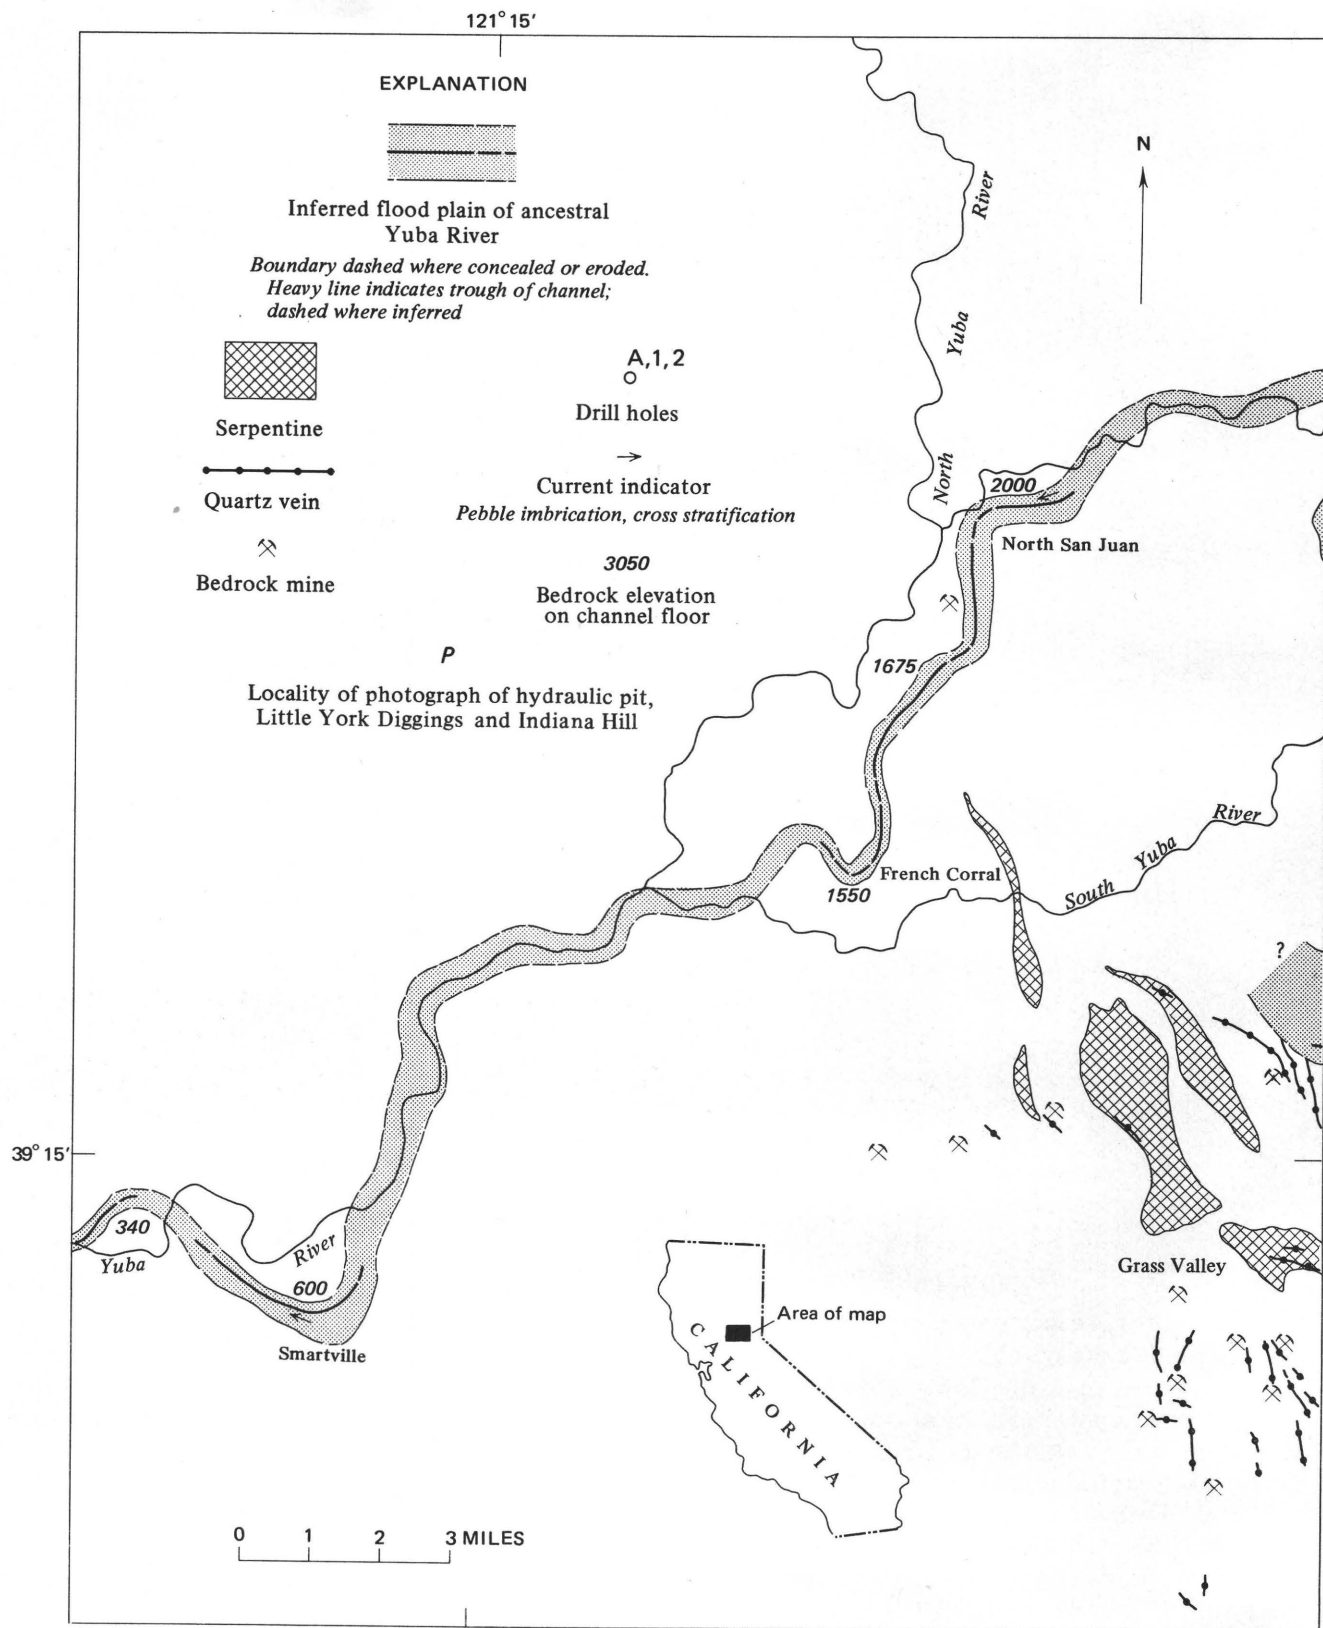 121° 15′
EXPLANATION
Inferred flood plain of ancestral
Yuba River
Boundary dashed where concealed or eroded.
Heavy line indicates trough of channel;
dashed where inferred
Serpentine
Quartz vein
Bedrock mine
A,1,2
Drill holes
Current indicator
Pebble imbrication, cross stratification
3050
Bedrock elevation
on channel floor
P
Locality of photograph of hydraulic pit,
Little York Diggings and Indiana Hill
N
North Yuba River
2000
North San Juan
1675
French Corral
1550
South Yuba River
?
39° 15′
340
Yuba River
600
Smartville
Grass Valley
Area of map
CALIFORNIA
0 1 2 3 MILES